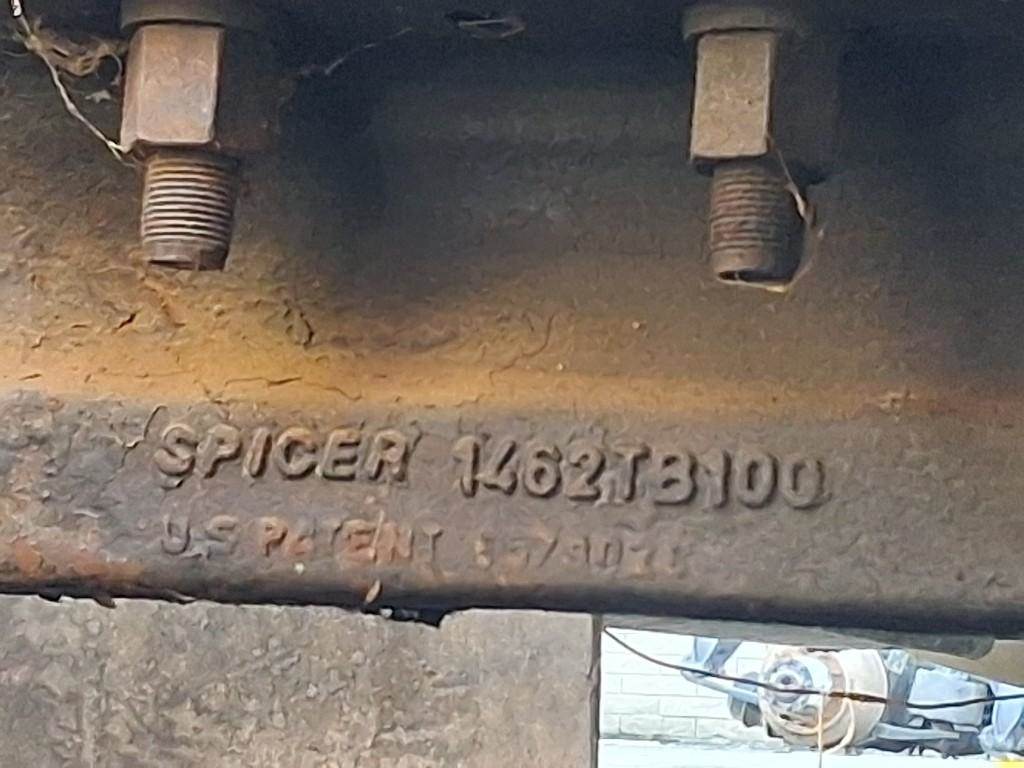 SPICER 1462TB100
U.S PATENT